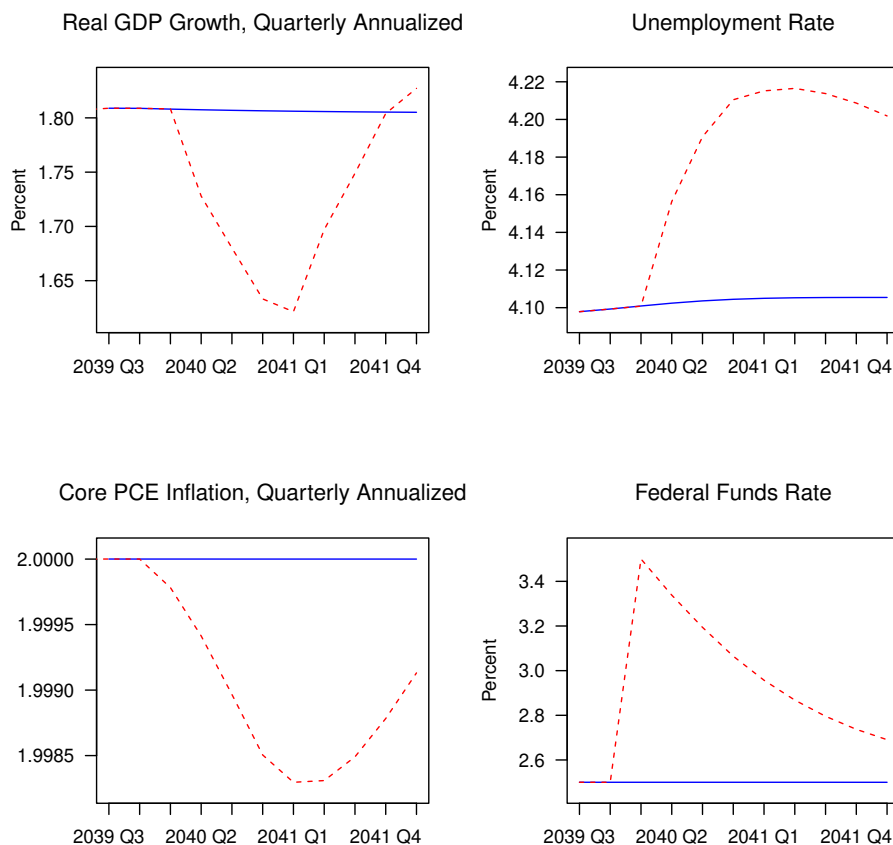 Real GDP Growth, Quarterly Annualized
Percent
1.80
1.75
1.70
1.65
2039 Q3 2040 Q2 2041 Q1 2041 Q4
Unemployment Rate
Percent
4.22
4.20
4.18
4.16
4.14
4.12
4.10
2039 Q3 2040 Q2 2041 Q1 2041 Q4
Core PCE Inflation, Quarterly Annualized
2.0000
1.9995
1.9990
1.9985
2039 Q3 2040 Q2 2041 Q1 2041 Q4
Federal Funds Rate
Percent
3.4
3.2
3.0
2.8
2.6
2039 Q3 2040 Q2 2041 Q1 2041 Q4